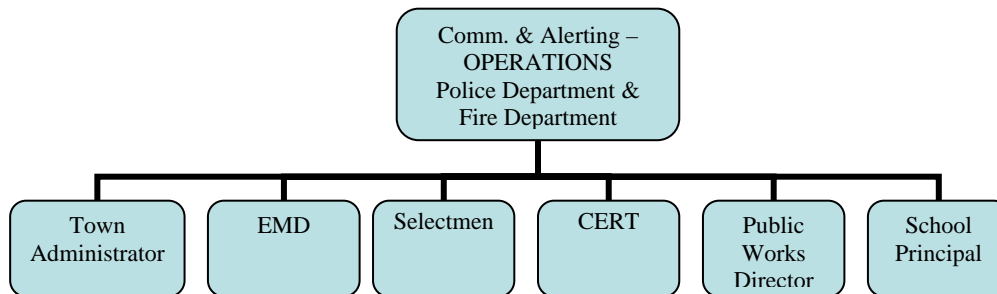 Comm. & Alerting –
OPERATIONS
Police Department &
Fire Department
Town
Administrator
EMD
Selectmen
CERT
Public
Works
Director
School
Principal